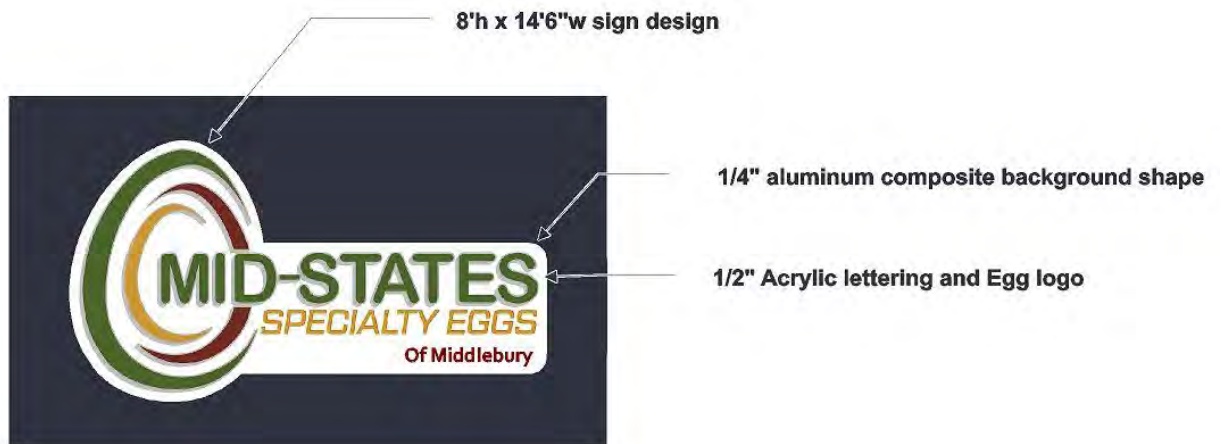 8'h x 14'6"w sign design
1/4" aluminum composite background shape
1/2" Acrylic lettering and Egg logo
MID-STATES
SPECIALTY EGGS
Of Middlebury